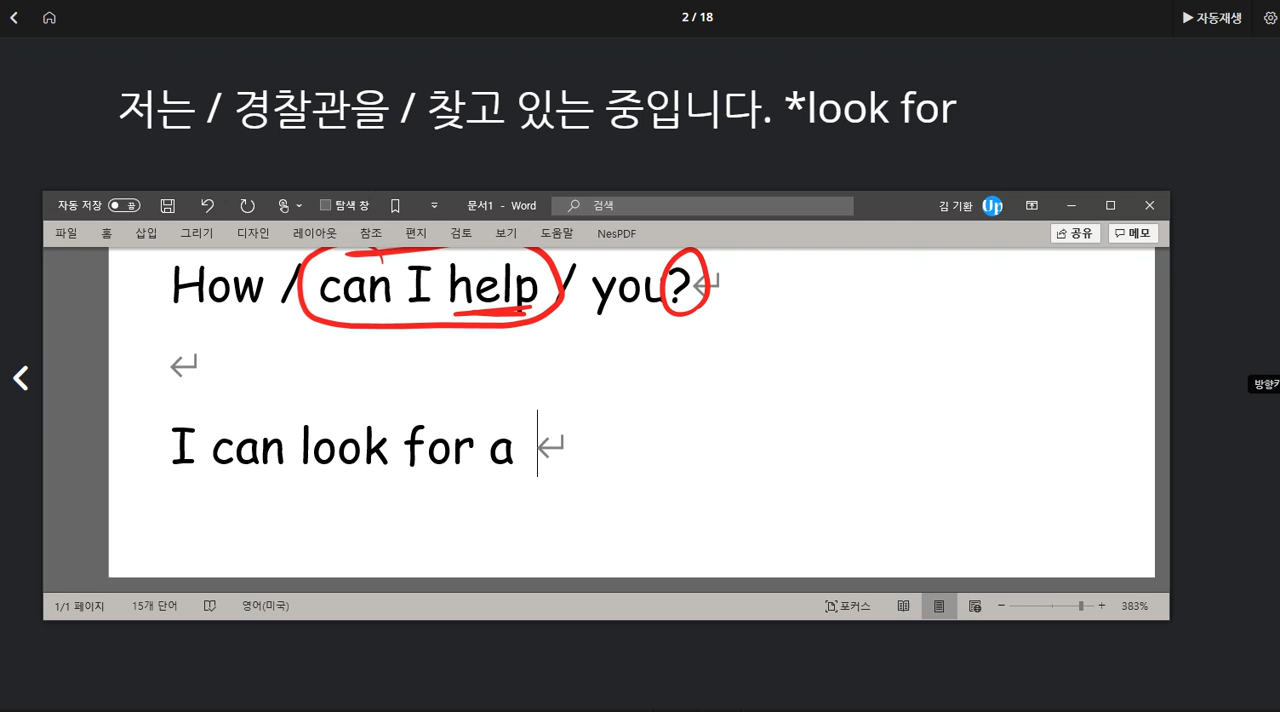 2 / 18
자동재생
저는 / 경찰관을 / 찾고 있는 중입니다. *look for
자동 저장
탐색 창
문서1 - Word
검색
김 기환
Up
파일 홈 삽입 그리기 디자인 레이아웃 참조 편지 검토 보기 도움말 NesPDF
공유
메모
How / can I help / you?
I can look for a
방향키
1/1 페이지 15개 단어 영어(미국)
포커스
383%